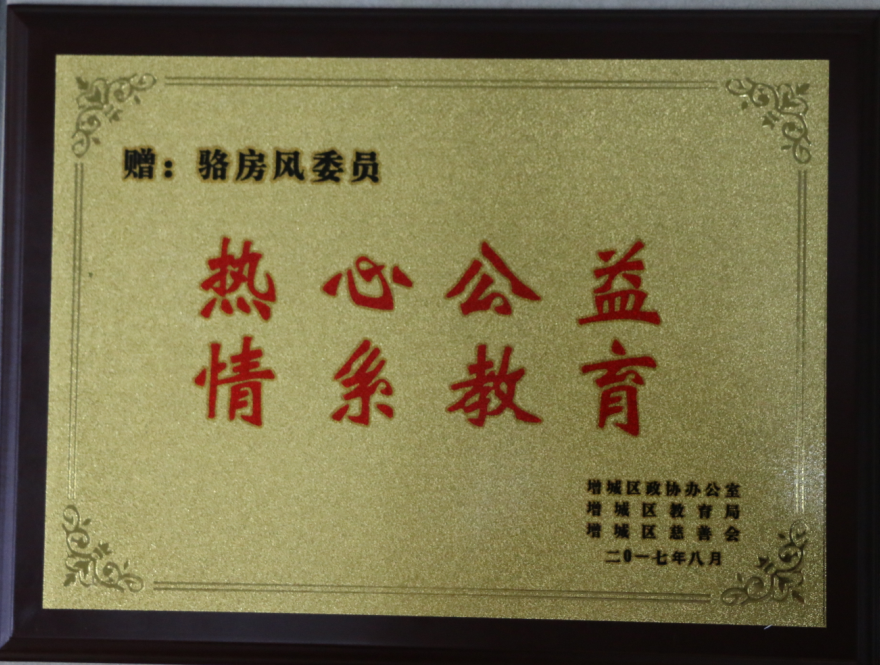 赠：骆房风委员
热心公益
情系教育
增城区政协办公室
增城区教育局
增城区慈善会
二0一七年八月